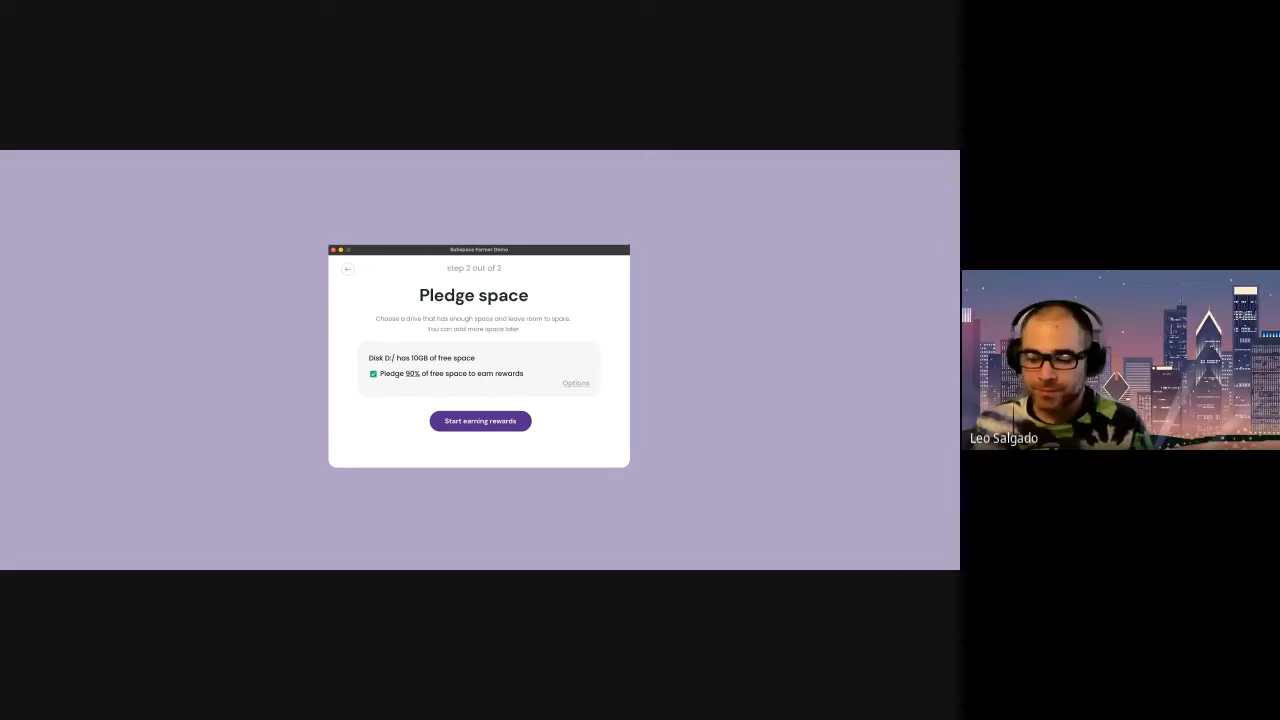 Subspace Farmer Demo
←
step 2 out of 2
Pledge space
Choose a drive that has enough space and leave room to spare.
You can add more space later.
Disk D:/ has 10GB of free space
Pledge 90% of free space to earn rewards
Options
Start earning rewards
Leo Salgado